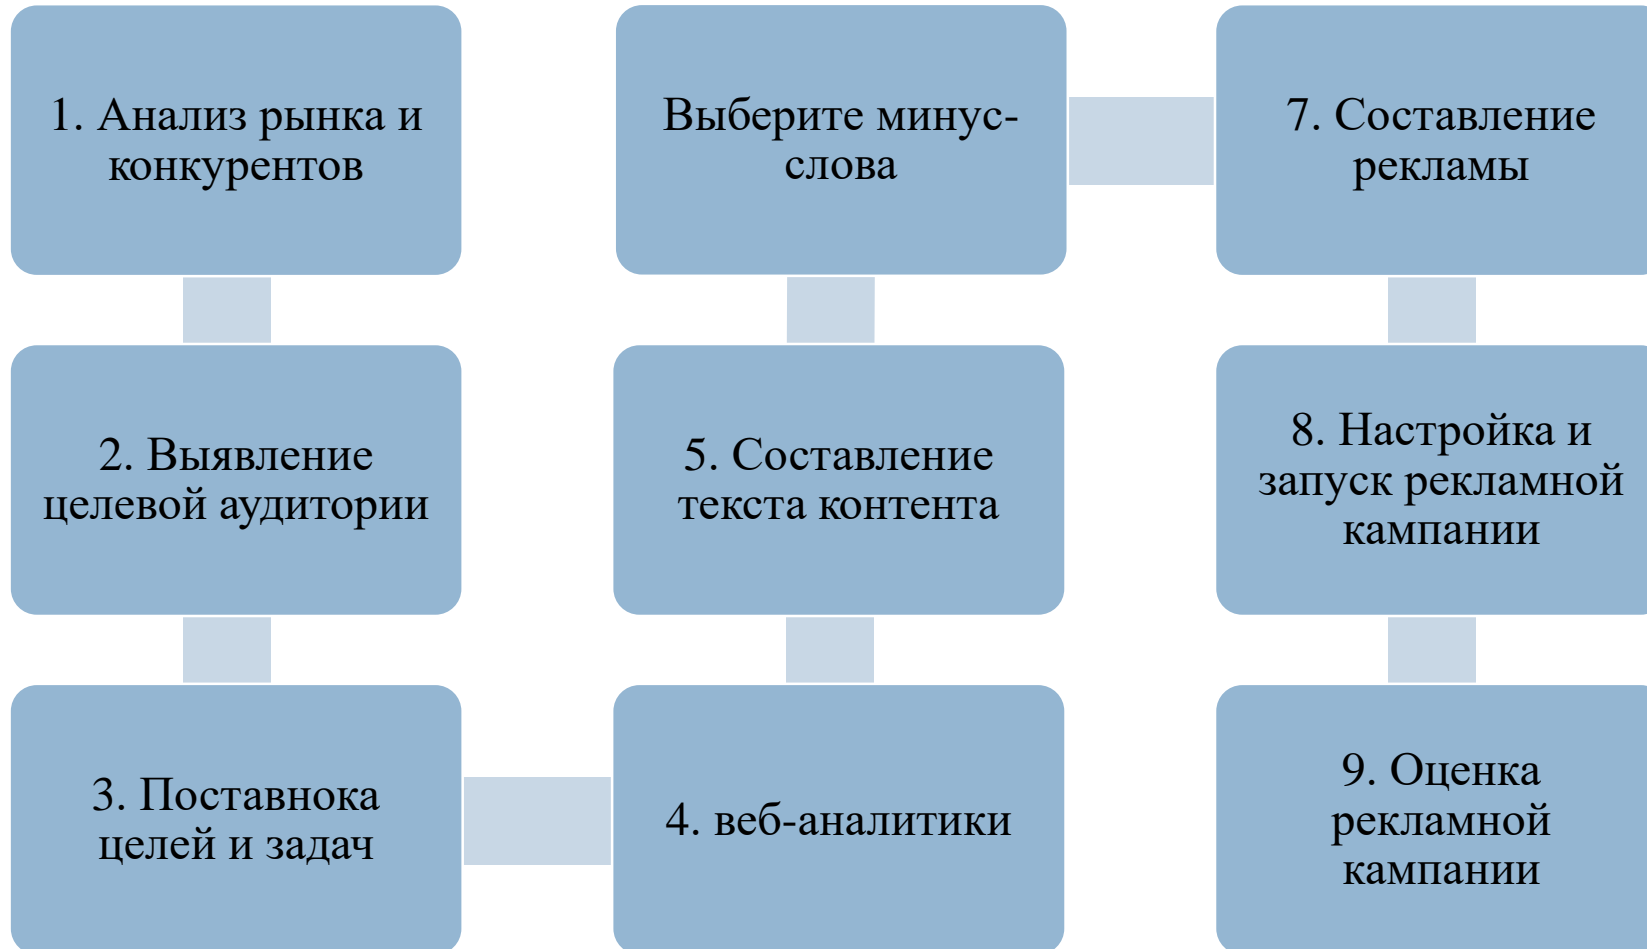 1. Анализ рынка и
конкурентов
2. Выявление
целевой аудитории
3. Поставнока
целей и задач
4. веб-аналитики
5. Составление
текста контента
Выберите минус-
слова
7. Составление
рекламы
8. Настройка и
запуск рекламной
кампании
9. Оценка
рекламной
кампании